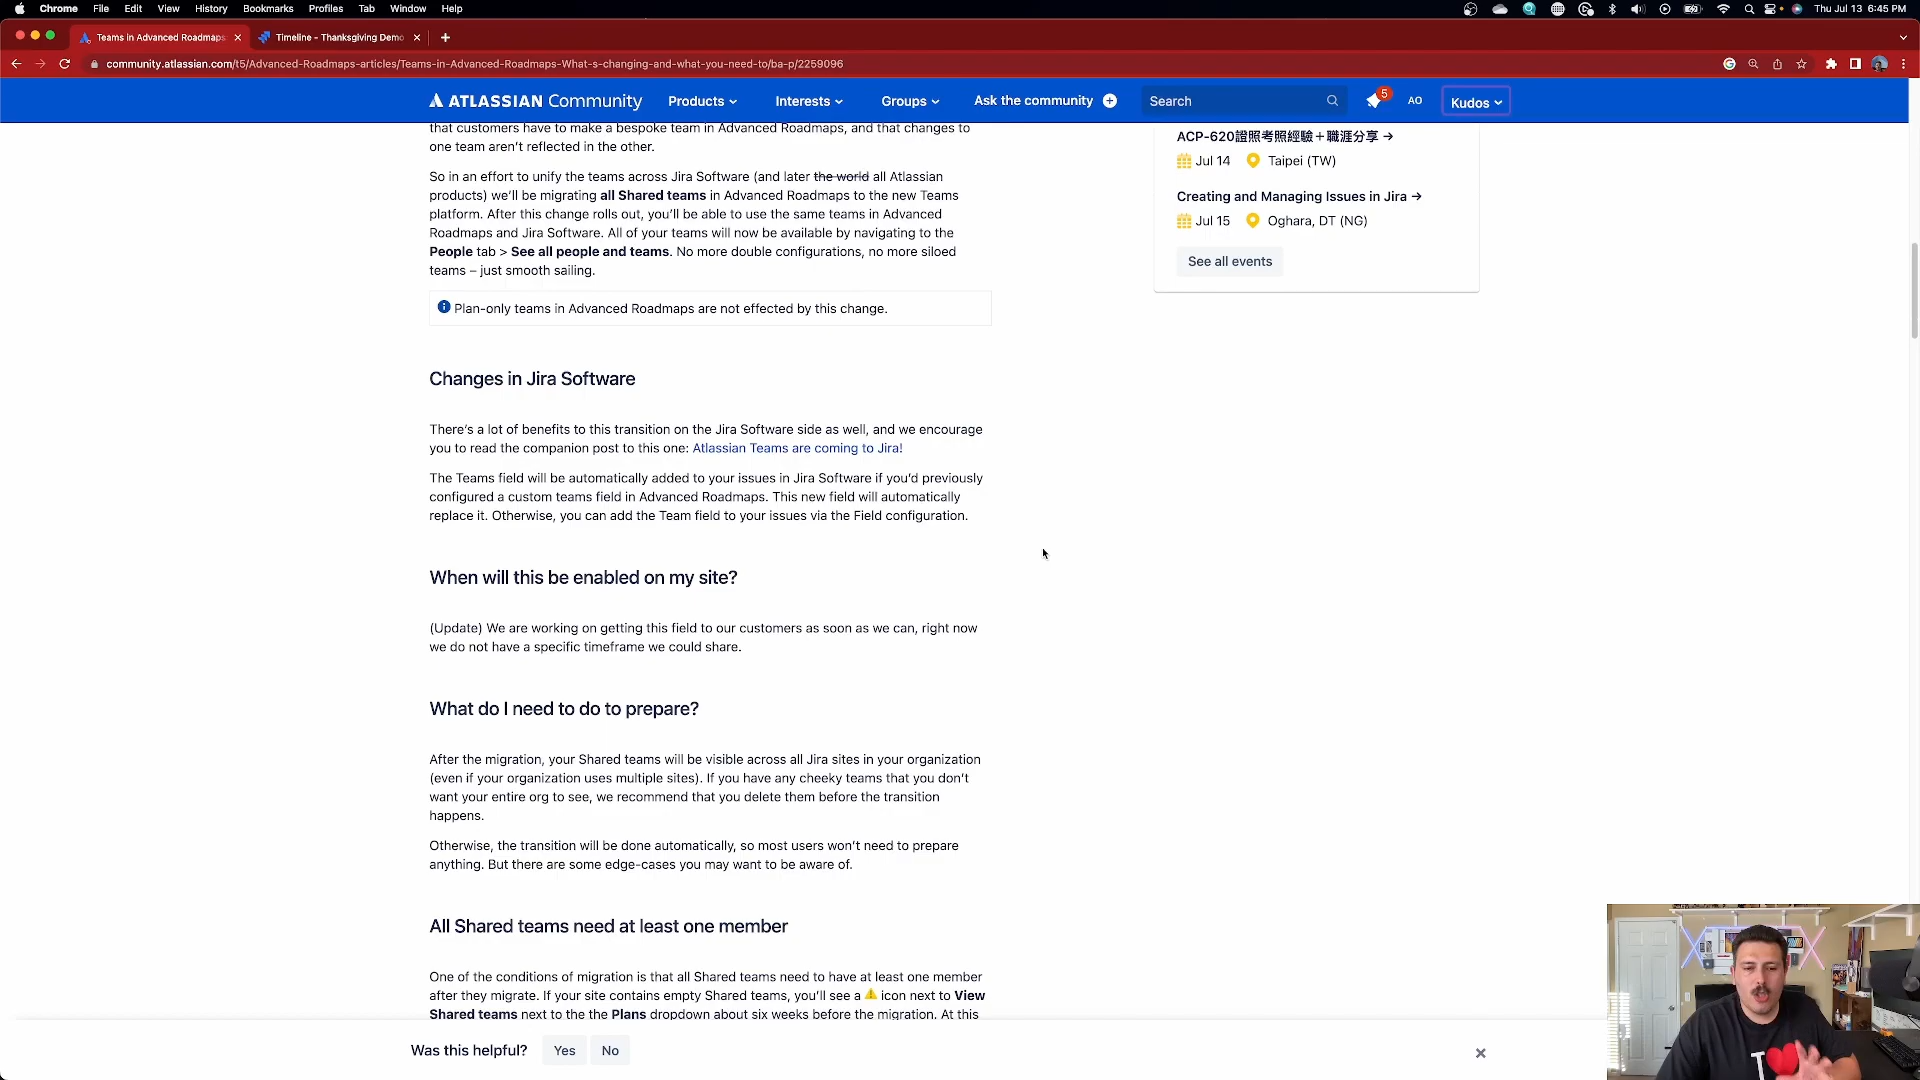 Chrome File Edit View History Bookmarks Profiles Tab Window Help Thu Jul 13 6:45 PM
Teams in Advanced Roadmaps: Timeline - Thanksgiving Demo
community.atlassian.com/t5/Advanced-Roadmaps-articles/Teams-in-Advanced-Roadmaps-What-s-changing-and-what-you-need-to/ba-p/2259096
ATLASSIAN Community Products Interests Groups Ask the community Search 5 AO Kudos
that customers have to make a bespoke team in Advanced Roadmaps, and that changes to
one team aren't reflected in the other.
So in an effort to unify the teams across Jira Software (and later the world all Atlassian
products) we'll be migrating all Shared teams in Advanced Roadmaps to the new Teams
platform. After this change rolls out, you'll be able to use the same teams in Advanced
Roadmaps and Jira Software. All of your teams will now be available by navigating to the
People tab > See all people and teams. No more double configurations, no more siloed
teams – just smooth sailing.
Plan-only teams in Advanced Roadmaps are not effected by this change.
Changes in Jira Software
There's a lot of benefits to this transition on the Jira Software side as well, and we encourage
you to read the companion post to this one: Atlassian Teams are coming to Jira!
The Teams field will be automatically added to your issues in Jira Software if you'd previously
configured a custom teams field in Advanced Roadmaps. This new field will automatically
replace it. Otherwise, you can add the Team field to your issues via the Field configuration.
When will this be enabled on my site?
(Update) We are working on getting this field to our customers as soon as we can, right now
we do not have a specific timeframe we could share.
What do I need to do to prepare?
After the migration, your Shared teams will be visible across all Jira sites in your organization
(even if your organization uses multiple sites). If you have any cheeky teams that you don't
want your entire org to see, we recommend that you delete them before the transition
happens.
Otherwise, the transition will be done automatically, so most users won't need to prepare
anything. But there are some edge-cases you may want to be aware of.
All Shared teams need at least one member
One of the conditions of migration is that all Shared teams need to have at least one member
after they migrate. If your site contains empty Shared teams, you'll see a icon next to View
Shared teams next to the the Plans dropdown about six weeks before the migration. At this
ACP-620證照考照經驗＋職涯分享 →
Jul 14 Taipei (TW)
Creating and Managing Issues in Jira →
Jul 15 Oghara, DT (NG)
See all events
Was this helpful? Yes No
I